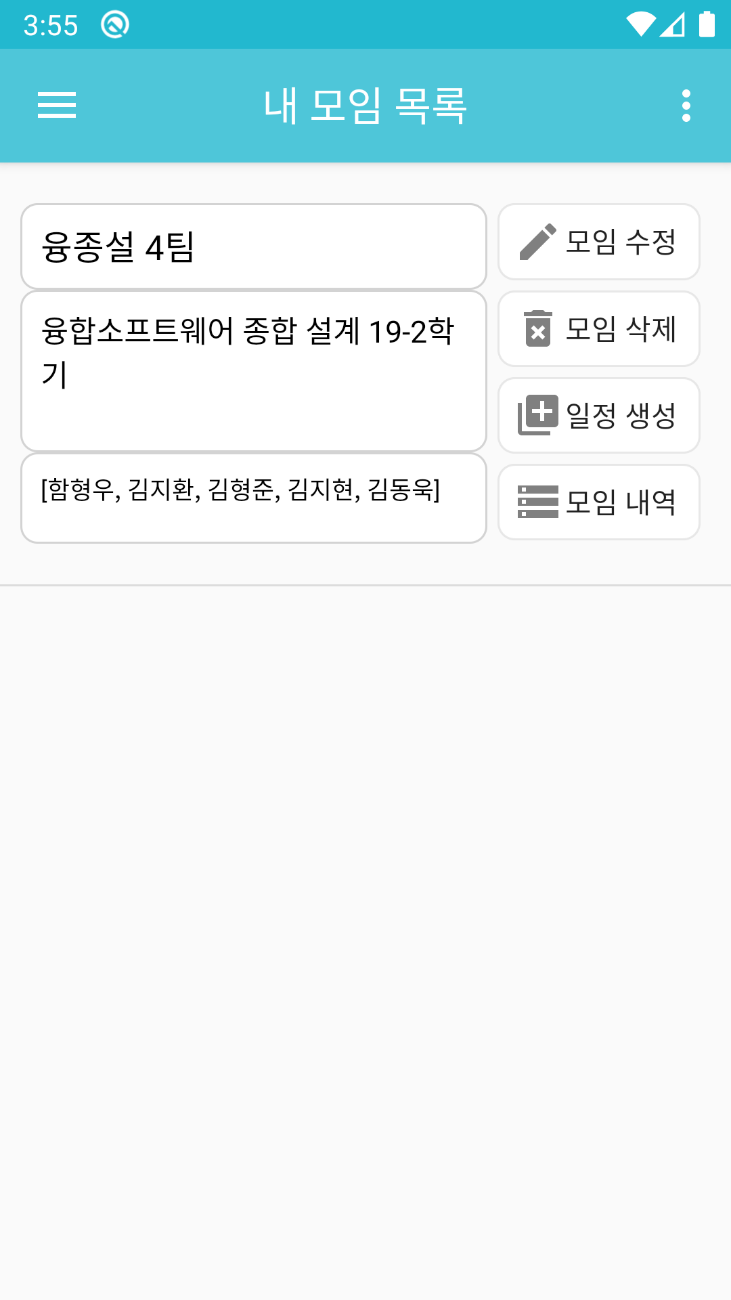 3:55
내 모임 목록
융종설 4팀
융합소프트웨어 종합 설계 19-2학
기
[함형우, 김지환, 김형준, 김지현, 김동욱]
모임 수정
모임 삭제
일정 생성
모임 내역